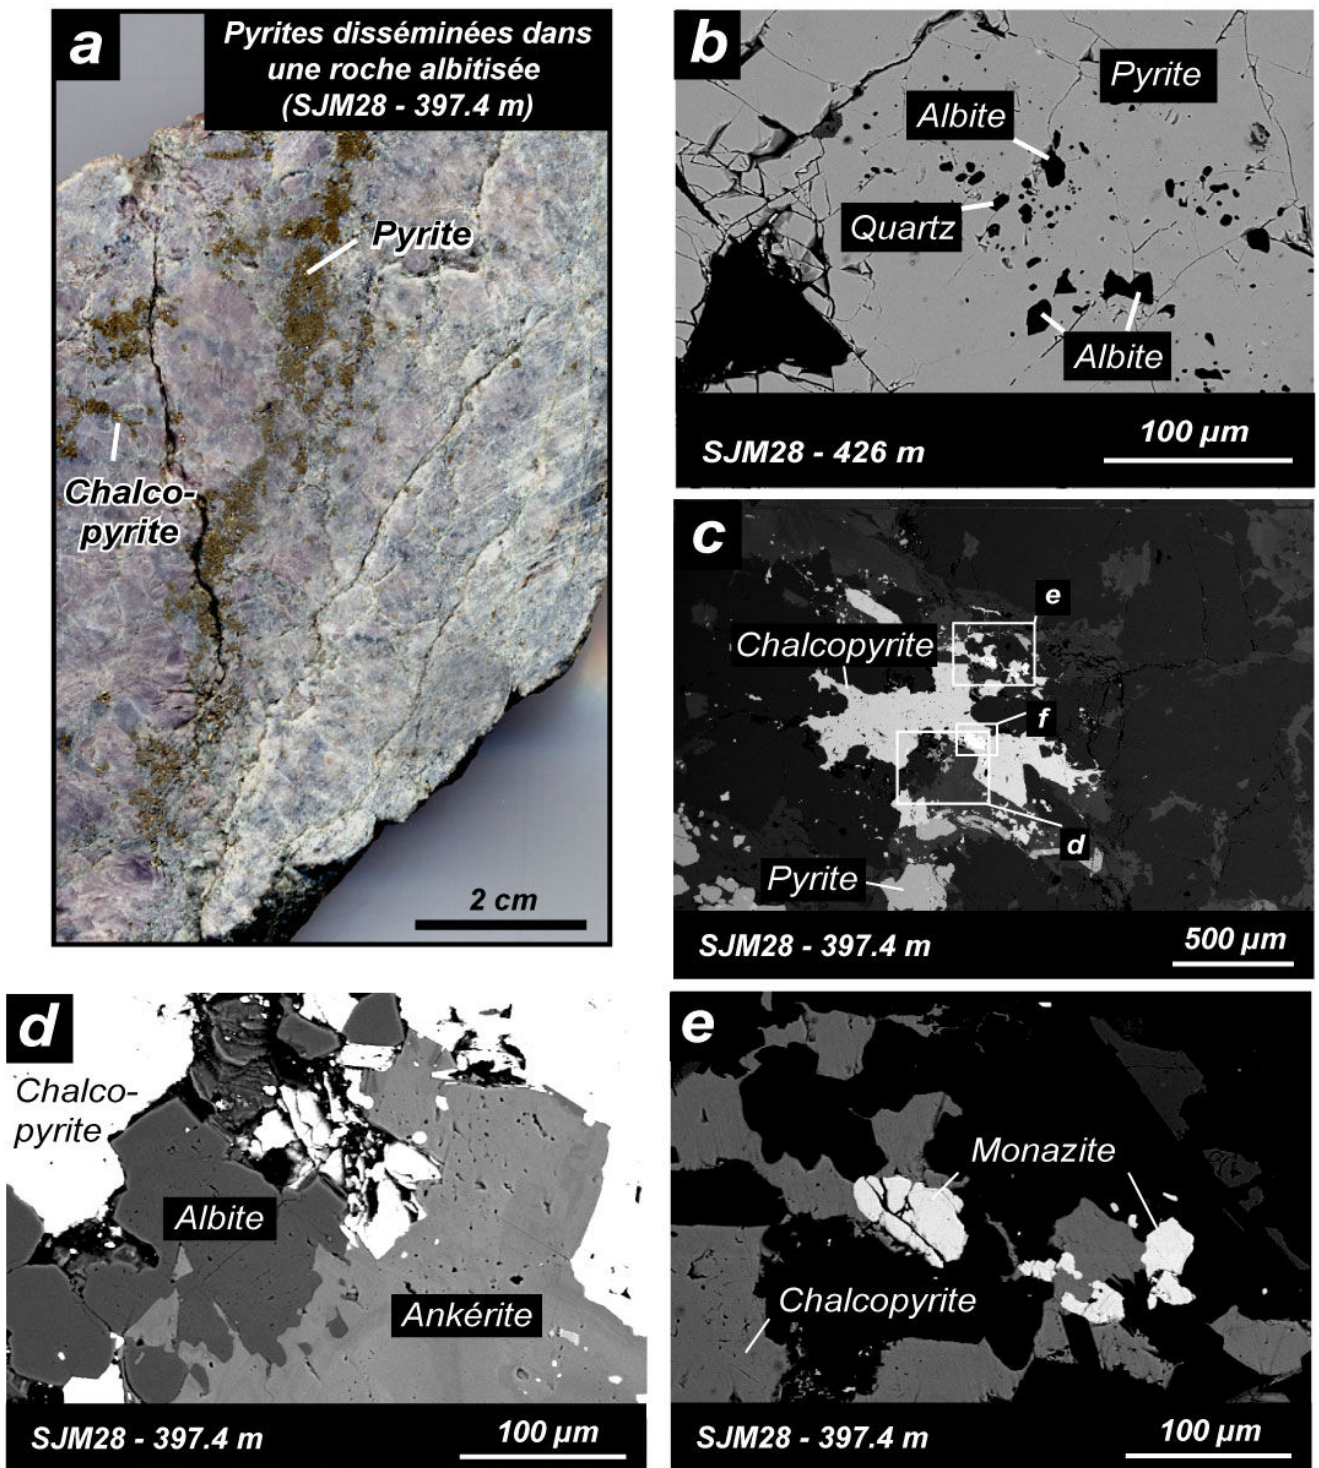 a
Pyrites disséminées dans
une roche albitisée
(SJM28 - 397.4 m)
Pyrite
Chalco-
pyrite
2 cm
b
Pyrite
Albite
Quartz
Albite
SJM28 - 426 m
100 µm
c
e
Chalcopyrite
f
d
Pyrite
SJM28 - 397.4 m
500 µm
d
Chalco-
pyrite
Albite
Ankérite
SJM28 - 397.4 m
100 µm
e
Monazite
Chalcopyrite
SJM28 - 397.4 m
100 µm